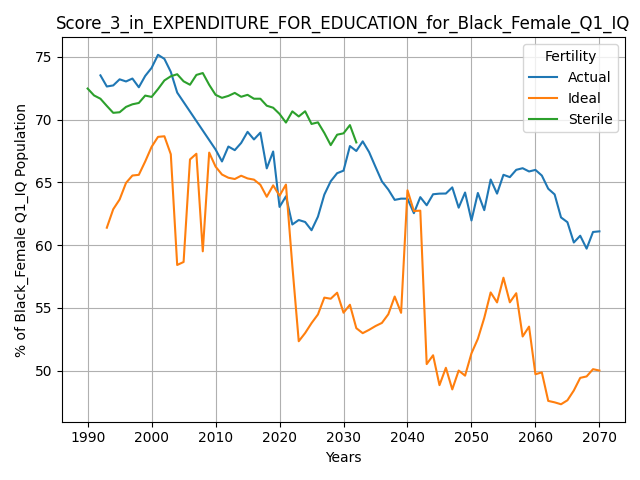 Score_3_in_EXPENDITURE_FOR_EDUCATION_for_Black_Female_Q1_IQ
Fertility
Actual
Ideal
Sterile
% of Black_Female Q1_IQ Population
75
70
65
60
55
50
1990 2000 2010 2020 2030 2040 2050 2060 2070
Years